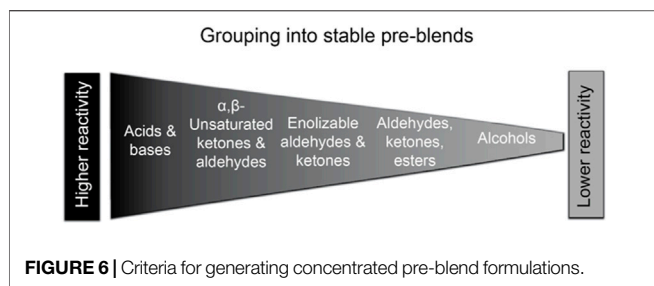 Grouping into stable pre-blends
Higher reactivity
Acids &
bases
α,β-
Unsaturated
ketones &
aldehydes
Enolizable
aldehydes &
ketones
Aldehydes,
ketones,
esters
Alcohols
Lower reactivity
FIGURE 6 | Criteria for generating concentrated pre-blend formulations.